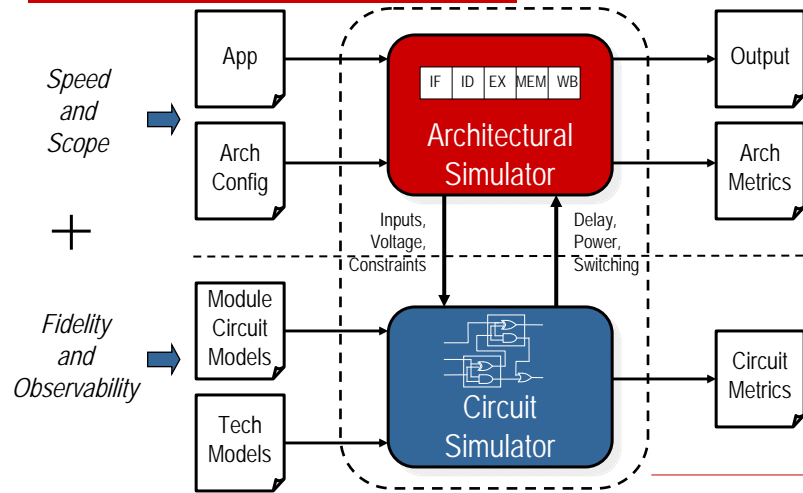 Speed
and
Scope
+
Fidelity
and
Observability
App
Arch
Config
Module
Circuit
Models
Tech
Models
IF ID EX MEM WB
Architectural
Simulator
Inputs,
Voltage,
Constraints
Delay,
Power,
Switching
Circuit
Simulator
Output
Arch
Metrics
Circuit
Metrics